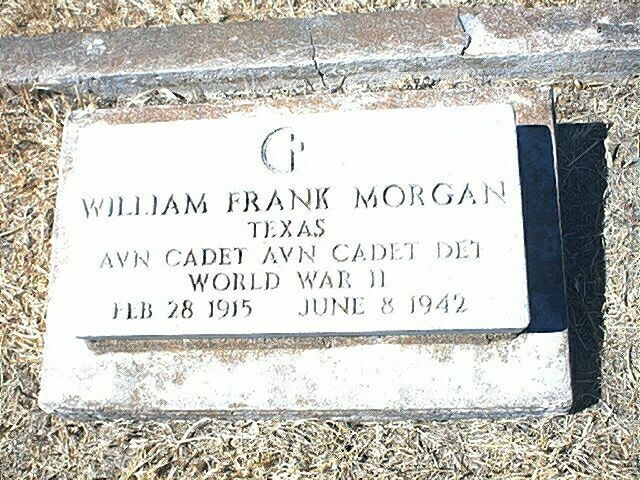 WILLIAM FRANK MORGAN
TEXAS
AVN CADET AVN CADET DET
WORLD WAR II
FEB 28 1915 JUNE 8 1942